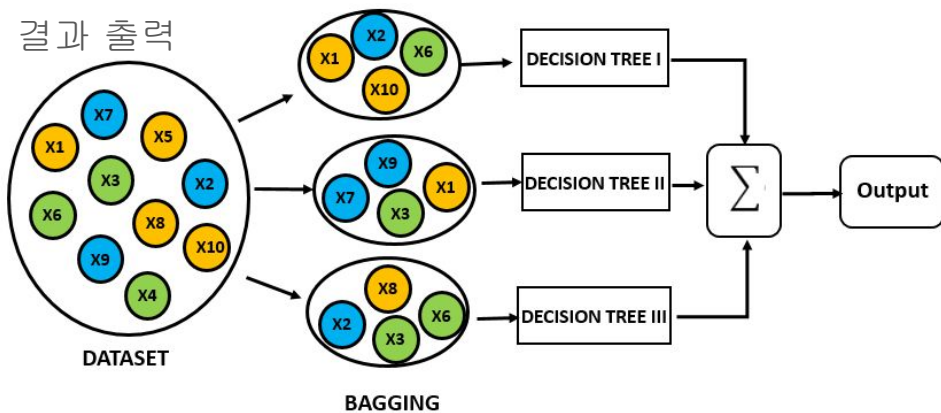 결과 출력
X1
X7
X5
X3
X2
X6
X8
X10
X9
X4
DATASET
X1
X2
X6
X10
X9
X7
X1
X3
X8
X2
X6
X3
BAGGING
DECISION TREE I
DECISION TREE II
DECISION TREE III
∑
Output